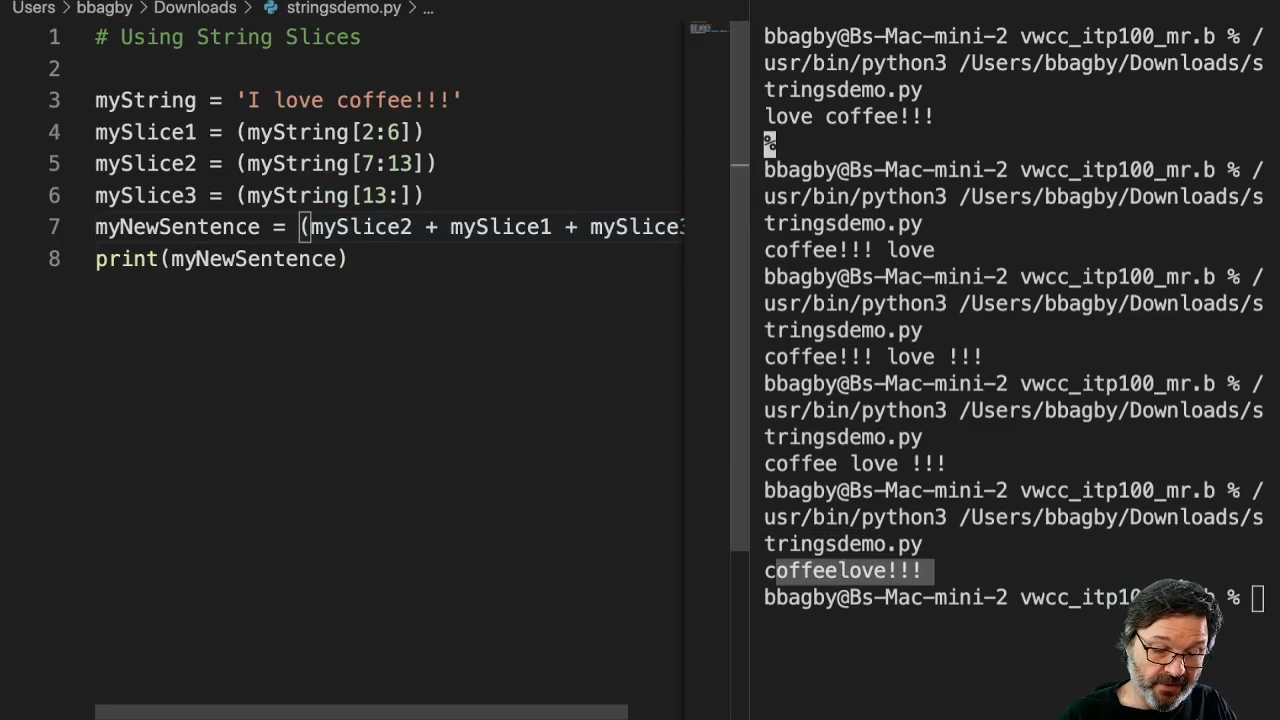 Users > bbagby > Downloads > stringsdemo.py > ...
1 # Using String Slices
2
3 myString = 'I love coffee!!!'
4 mySlice1 = (myString[2:6])
5 mySlice2 = (myString[7:13])
6 mySlice3 = (myString[13:])
7 myNewSentence = (mySlice2 + mySlice1 + mySlice3
8 print(myNewSentence)
bbagby@Bs-Mac-mini-2 vwcc_itp100_mr.b % /
usr/bin/python3 /Users/bbagby/Downloads/s
tringsdemo.py
love coffee!!!
%
bbagby@Bs-Mac-mini-2 vwcc_itp100_mr.b % /
usr/bin/python3 /Users/bbagby/Downloads/s
tringsdemo.py
coffee!!! love
bbagby@Bs-Mac-mini-2 vwcc_itp100_mr.b % /
usr/bin/python3 /Users/bbagby/Downloads/s
tringsdemo.py
coffee!!! love !!!
bbagby@Bs-Mac-mini-2 vwcc_itp100_mr.b % /
usr/bin/python3 /Users/bbagby/Downloads/s
tringsdemo.py
coffee love !!!
bbagby@Bs-Mac-mini-2 vwcc_itp100_mr.b % /
usr/bin/python3 /Users/bbagby/Downloads/s
tringsdemo.py
coffeelove!!!
bbagby@Bs-Mac-mini-2 vwcc_itp10 %